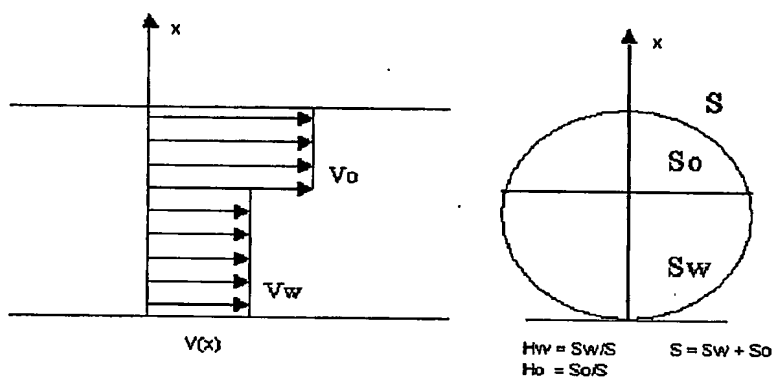 x
Vo
Vw
V(x)
x
S
So
Sw
Hw = Sw/S S = Sw + So
Ho = So/S